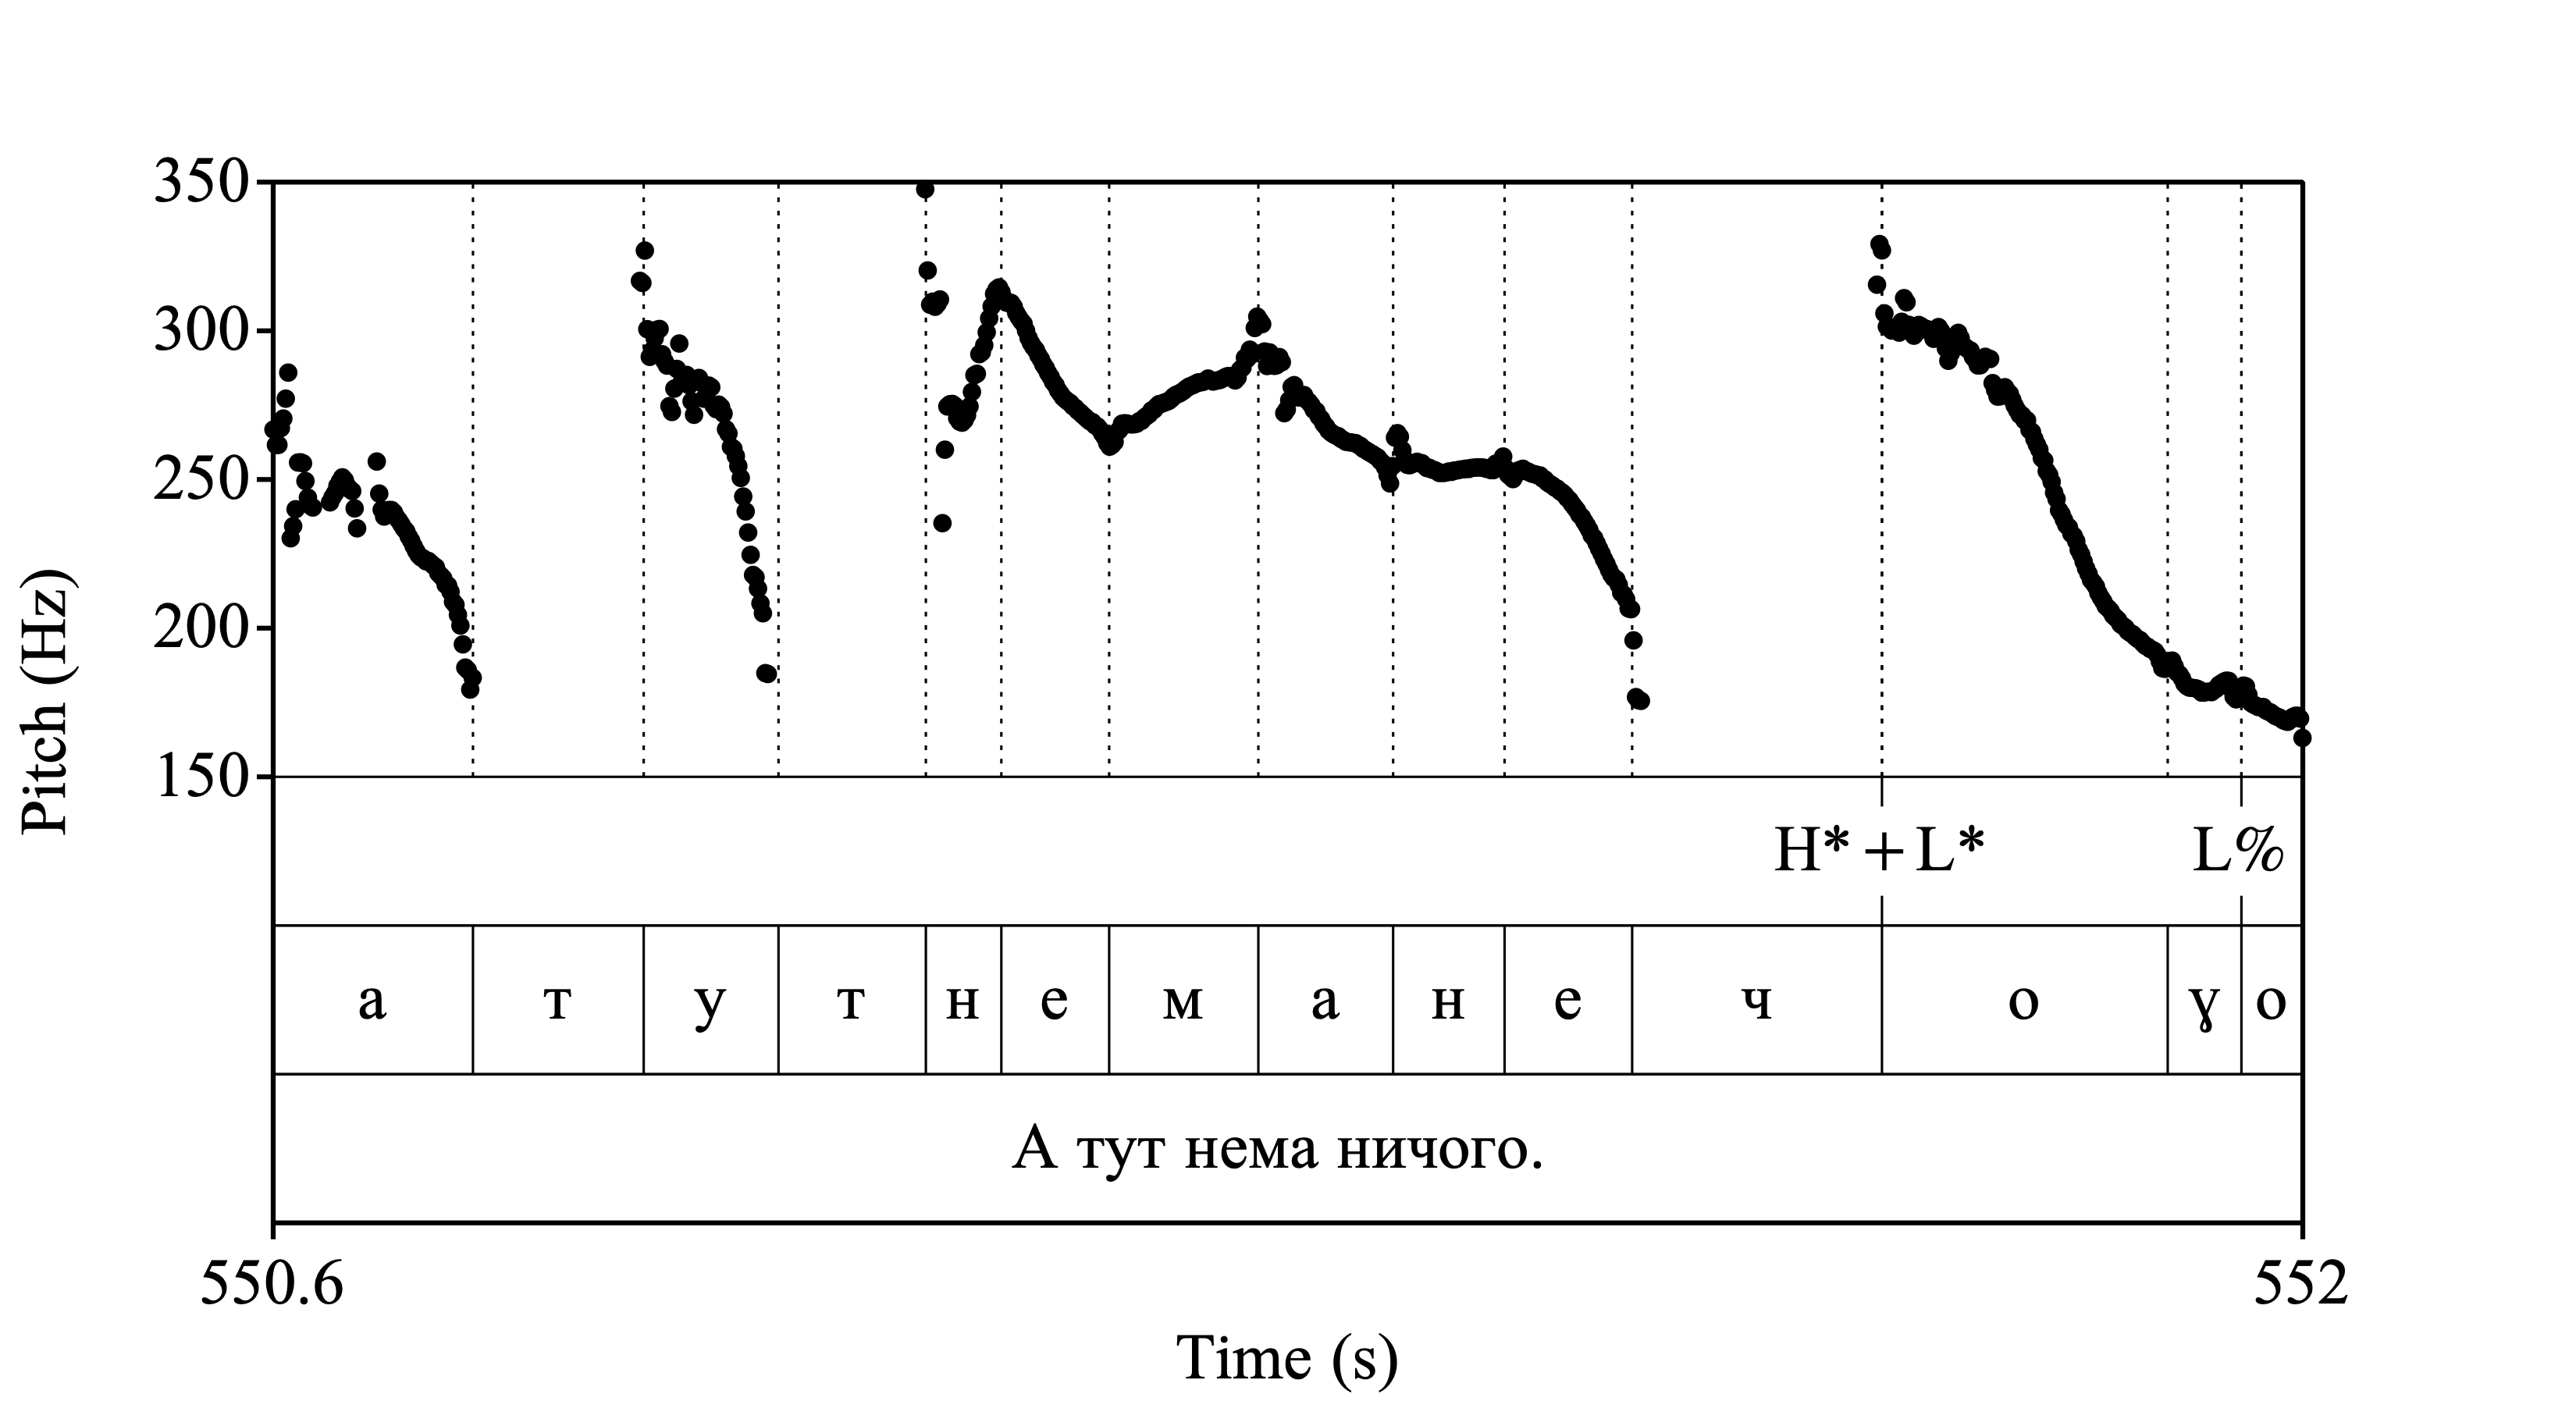 350
300
250
200
150
Pitch (Hz)
H*+L* L%
а т у т н е м а н е ч о ɣ о
А тут нема ничого.
550.6 552
Time (s)